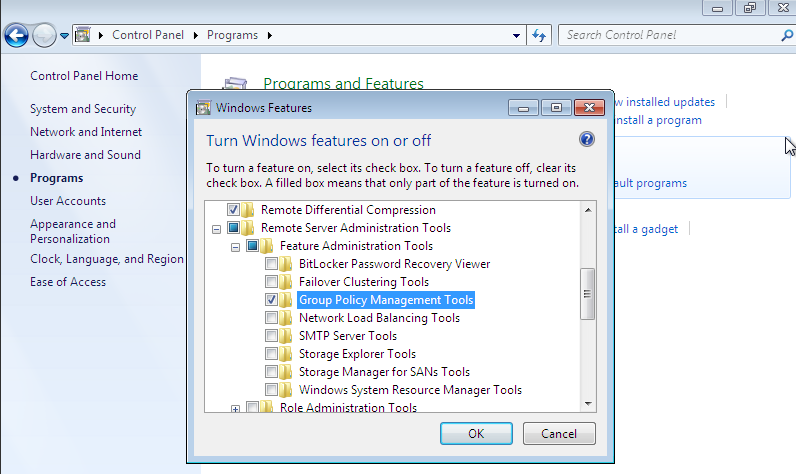 Control Panel
Programs
Search Control Panel
Control Panel Home
System and Security
Network and Internet
Hardware and Sound
Programs
User Accounts
Appearance and
Personalization
Clock, Language, and Region
Ease of Access
Programs and Features
installed updates
a program
programs
a gadget
Windows Features
Turn Windows features on or off
To turn a feature on, select its check box. To turn a feature off, clear its
check box. A filled box means that only part of the feature is turned on.
Remote Differential Compression
Remote Server Administration Tools
Feature Administration Tools
BitLocker Password Recovery Viewer
Failover Clustering Tools
Group Policy Management Tools
Network Load Balancing Tools
SMTP Server Tools
Storage Explorer Tools
Storage Manager for SANs Tools
Windows System Resource Manager Tools
Role Administration Tools
OK
Cancel